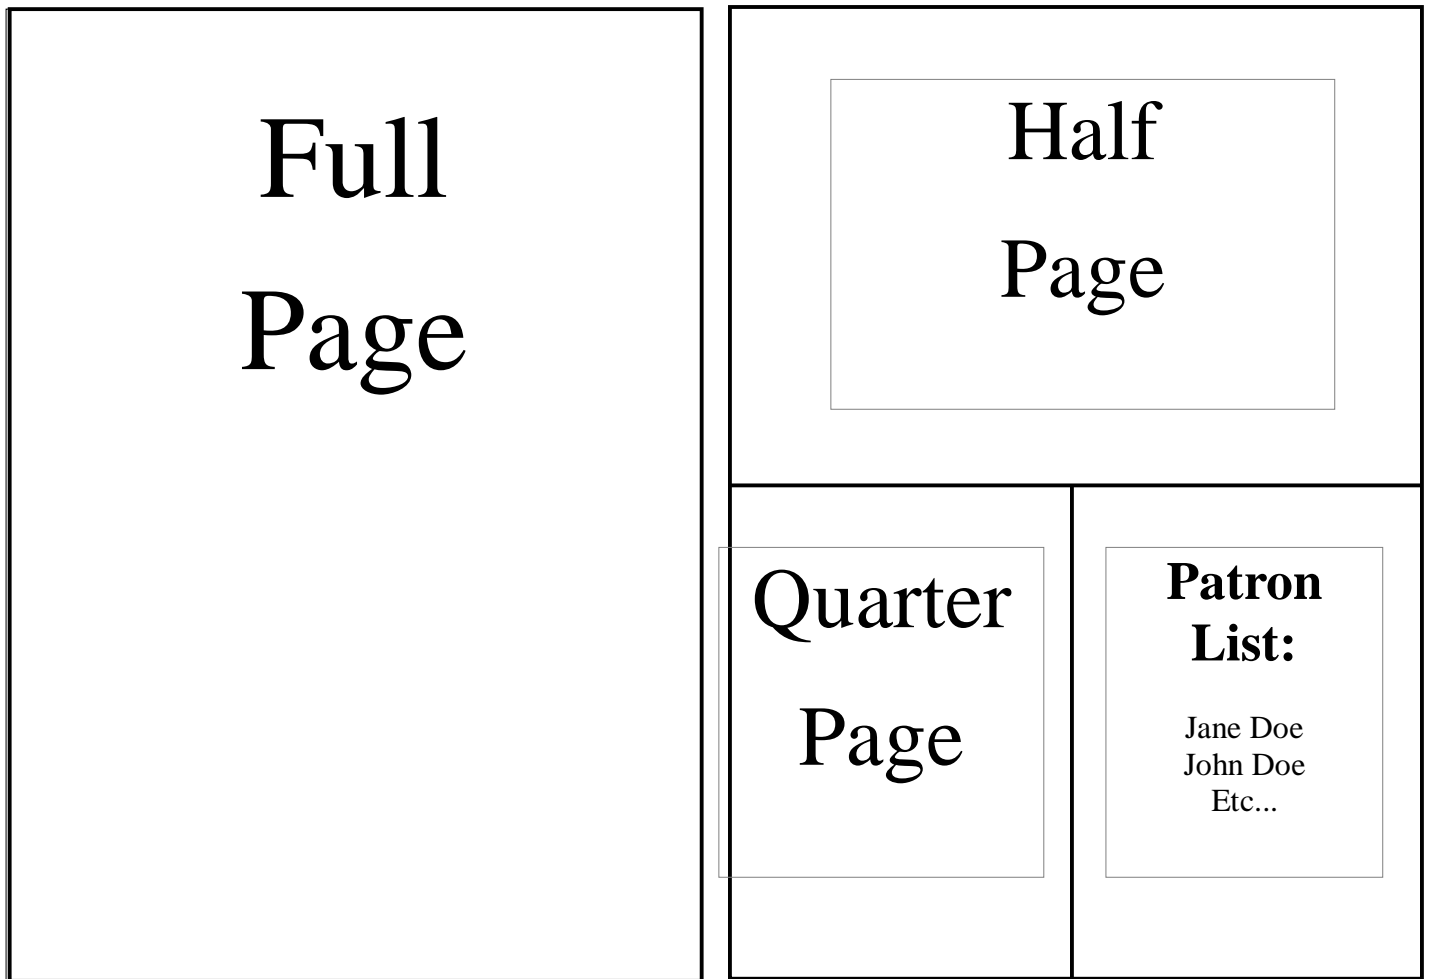 Full
Page
Half
Page
Quarter
Page
Patron
List:
Jane Doe
John Doe
Etc...